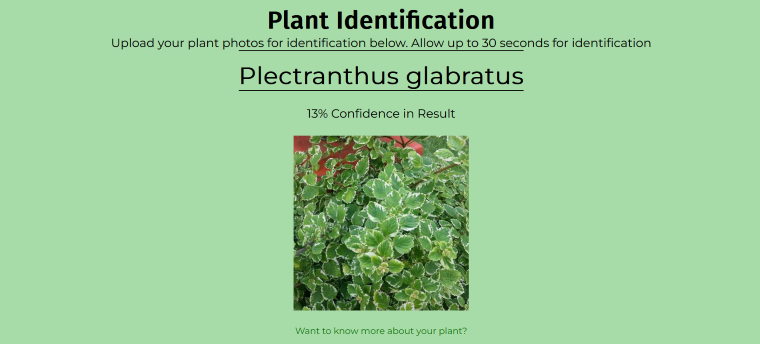 Plant Identification
Upload your plant photos for identification below. Allow up to 30 seconds for identification
Plectranthus glabratus
13% Confidence in Result
Want to know more about your plant?